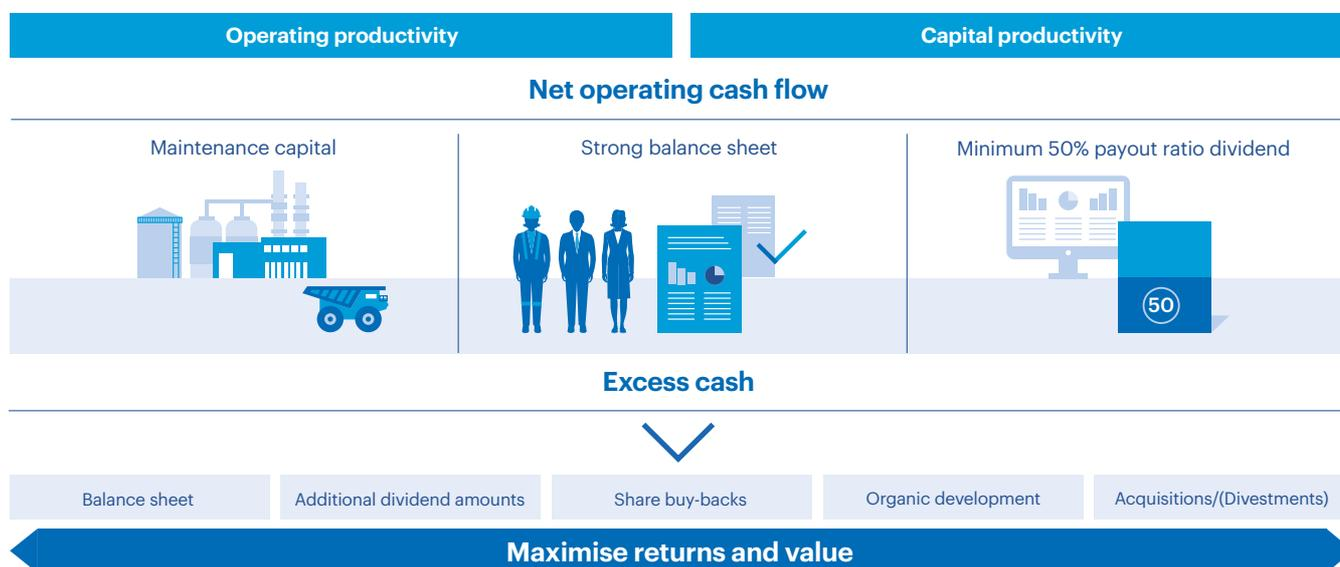 Operating productivity
Capital productivity
Net operating cash flow
Maintenance capital
Strong balance sheet
Minimum 50% payout ratio dividend
50
Excess cash
Balance sheet
Additional dividend amounts
Share buy-backs
Organic development
Acquisitions/(Divestments)
Maximise returns and value